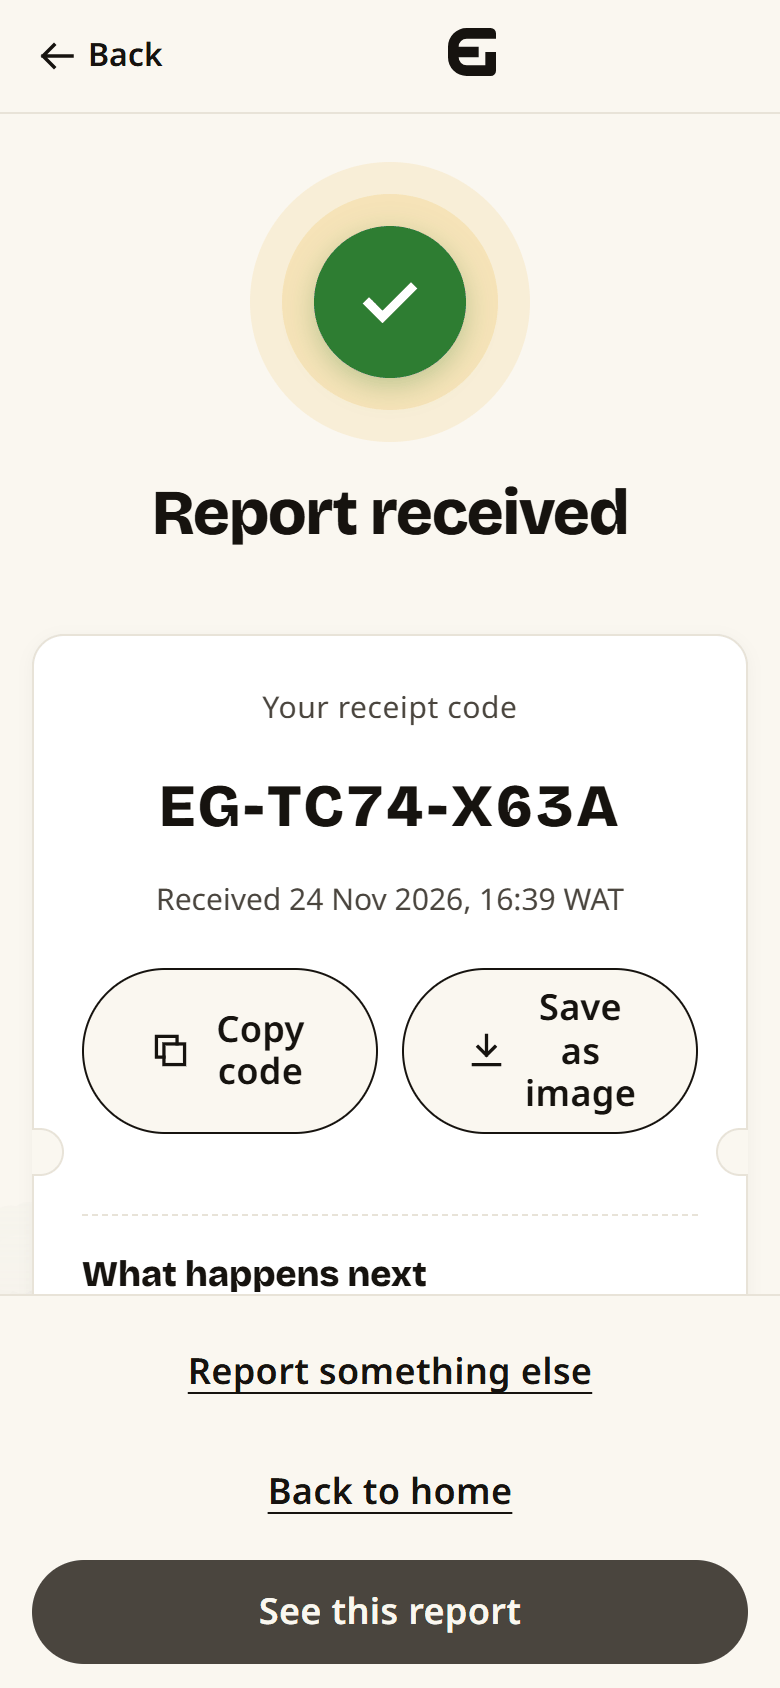 Back
EG
Report received
Your receipt code
EG-TC74-X63A
Received 24 Nov 2026, 16:39 WAT
Copy
code
Save
as
image
What happens next
Report something else
Back to home
See this report